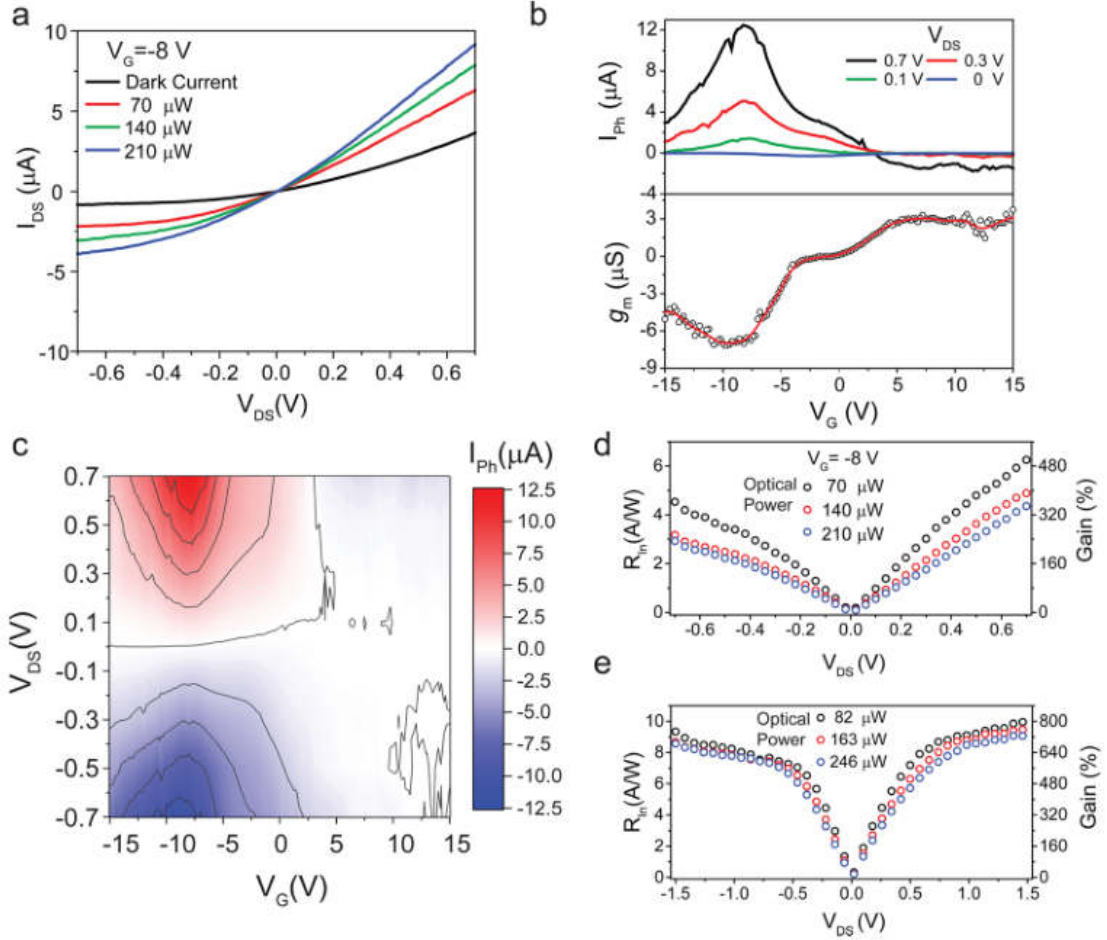 a
V_G=-8 V
Dark Current
70 μW
140 μW
210 μW
I_DS (μA)
10
5
0
-5
-10
-0.6 -0.4 -0.2 0.0 0.2 0.4 0.6
V_DS(V)
b
V_DS
0.7 V 0.3 V
0.1 V 0 V
I_Ph (μA)
12
8
4
0
-4
g_m (μS)
3
0
-3
-6
-9
-15 -10 -5 0 5 10 15
V_G (V)
c
I_Ph(μA)
V_DS(V)
0.7
0.5
0.3
0.1
-0.1
-0.3
-0.5
-0.7
-15 -10 -5 0 5 10 15
V_G(V)
12.5
10.0
7.5
5.0
2.5
0.0
-2.5
-5.0
-7.5
-10.0
-12.5
d
V_G= -8 V
Optical 70 μW
Power 140 μW
210 μW
R_In(A/W)
6
4
2
0
Gain (%)
480
320
160
0
-0.6 -0.4 -0.2 0.0 0.2 0.4 0.6
V_DS(V)
e
Optical 82 μW
Power 163 μW
246 μW
R_In(A/W)
10
8
6
4
2
0
Gain (%)
800
640
480
320
160
0
-1.5 -1.0 -0.5 0.0 0.5 1.0 1.5
V_DS(V)